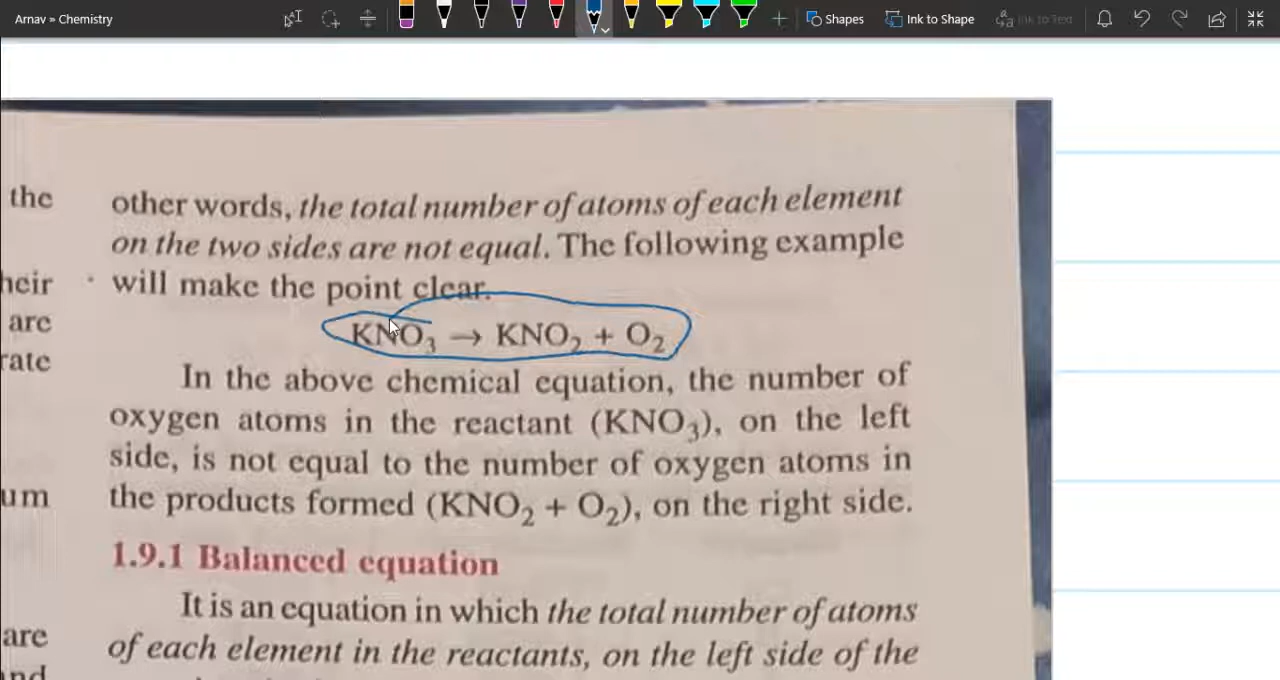 Arnav » Chemistry
Shapes
Ink to Shape
Ink to Text
the
other words, the total number of atoms of each element
on the two sides are not equal. The following example
heir
will make the point clear.
are
KNO₃ → KNO₂ + O₂
rate
In the above chemical equation, the number of
oxygen atoms in the reactant (KNO₃), on the left
side, is not equal to the number of oxygen atoms in
um
the products formed (KNO₂ + O₂), on the right side.
1.9.1 Balanced equation
It is an equation in which the total number of atoms
are
of each element in the reactants, on the left side of the
and